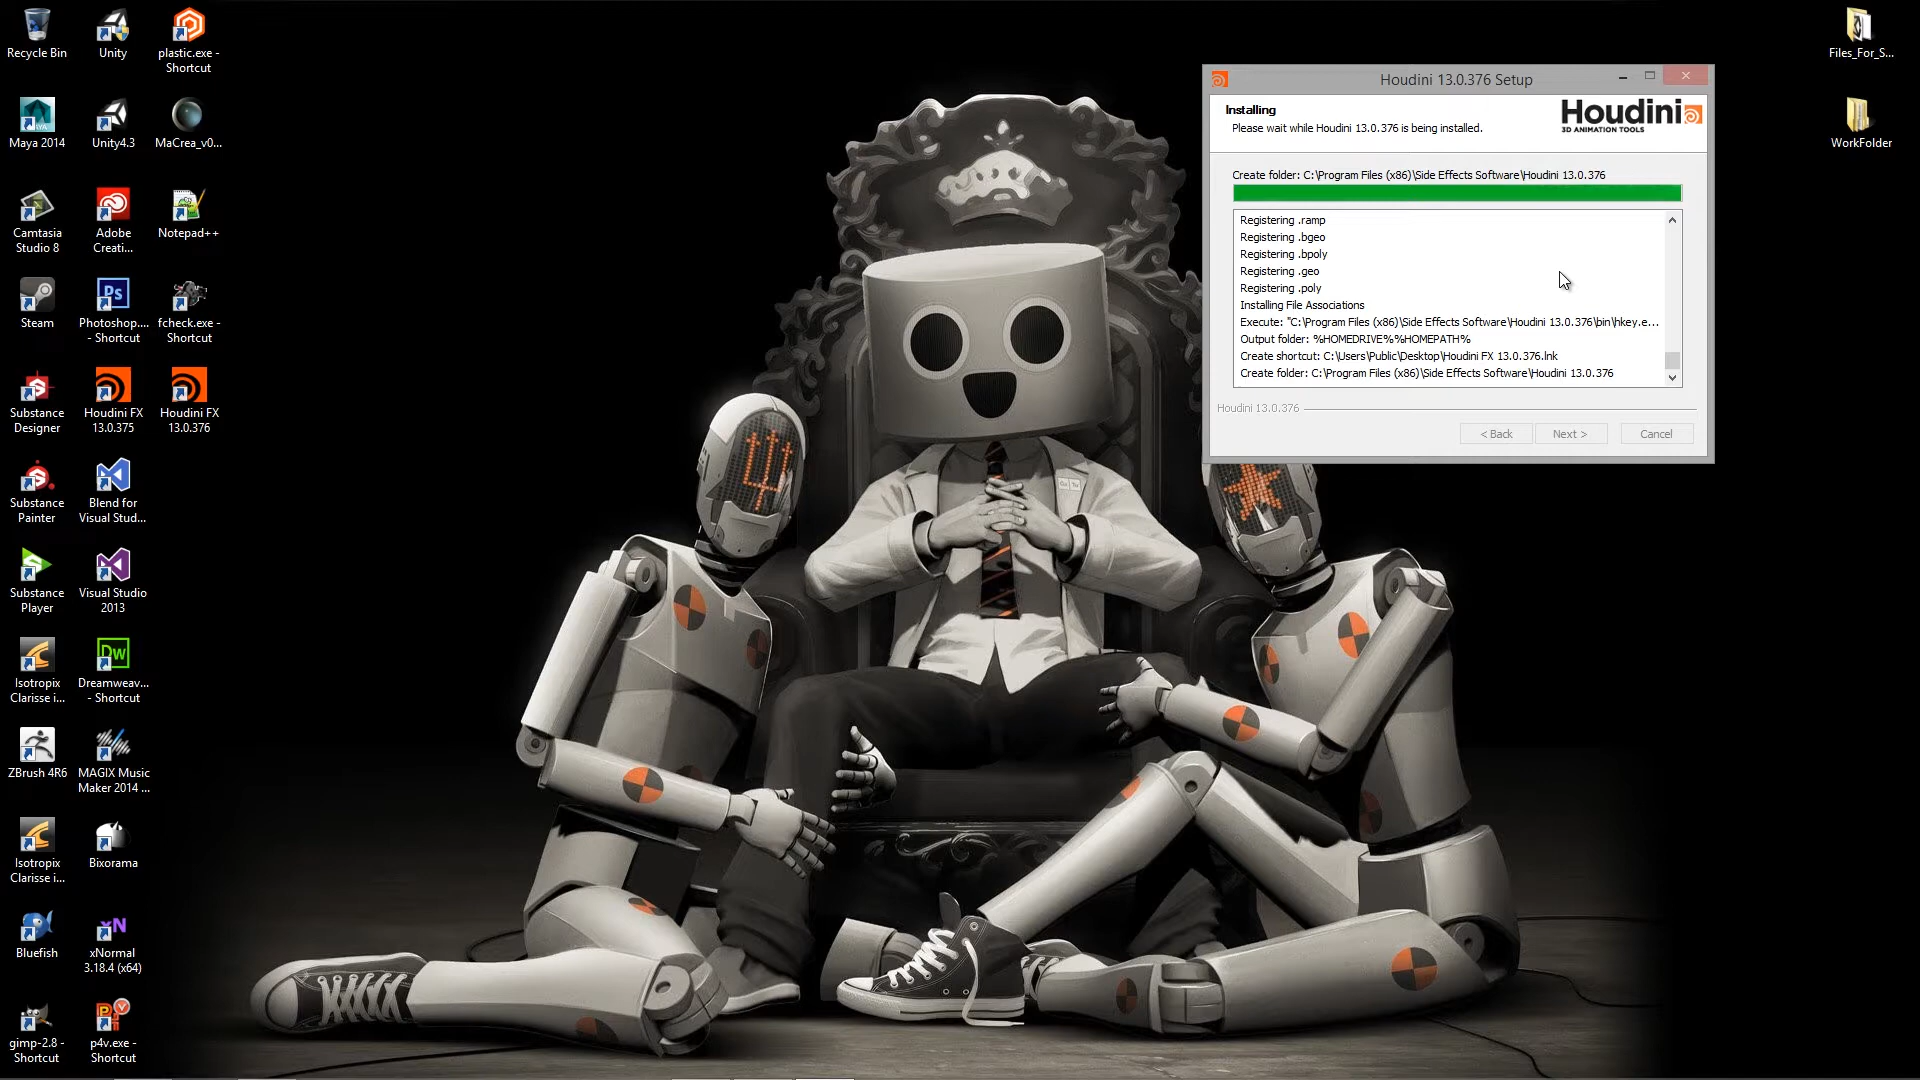 Recycle Bin
Unity
plastic.exe -
Shortcut
Maya 2014
Unity4.3
MaCrea_v0...
Camtasia
Studio 8
Adobe
Creati...
Notepad++
Steam
Photoshop....
- Shortcut
fcheck.exe -
Shortcut
Substance
Designer
Houdini FX
13.0.375
Houdini FX
13.0.376
Substance
Painter
Blend for
Visual Stud...
Substance
Player
Visual Studio
2013
Isotropix
Clarisse i...
Dreamweav...
- Shortcut
ZBrush 4R6
MAGIX Music
Maker 2014 ...
Isotropix
Clarisse i...
Bixorama
Bluefish
xNormal
3.18.4 (x64)
gimp-2.8 -
Shortcut
p4v.exe -
Shortcut
Ps
Dw
xN
Files_For_S...
WorkFolder
Houdini 13.0.376 Setup
Installing
Please wait while Houdini 13.0.376 is being installed.
Houdini
3D ANIMATION TOOLS
Create folder: C:\Program Files (x86)\Side Effects Software\Houdini 13.0.376
Registering .ramp
Registering .bgeo
Registering .bpoly
Registering .geo
Registering .poly
Installing File Associations
Execute: "C:\Program Files (x86)\Side Effects Software\Houdini 13.0.376\bin\hkey.e...
Output folder: %HOMEDRIVE%%HOMEPATH%
Create shortcut: C:\Users\Public\Desktop\Houdini FX 13.0.376.lnk
Create folder: C:\Program Files (x86)\Side Effects Software\Houdini 13.0.376
Houdini 13.0.376
< Back
Next >
Cancel